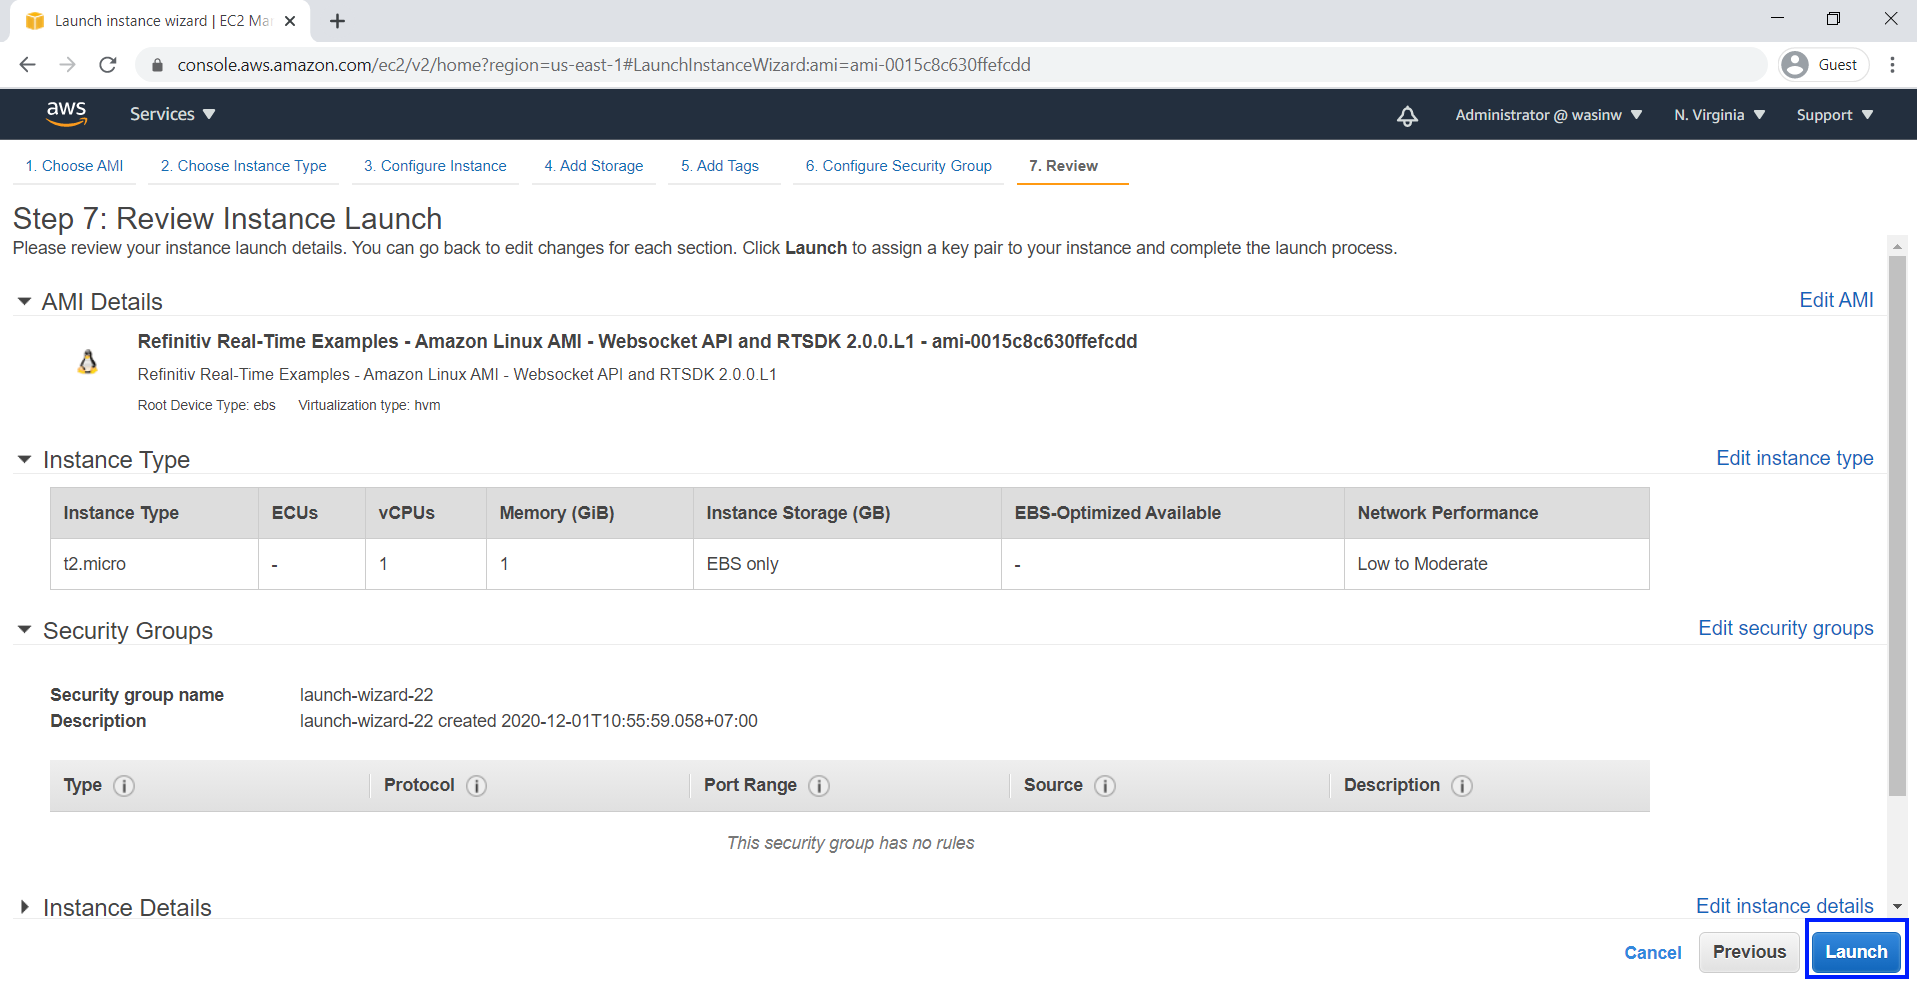 Launch instance wizard | EC2 Mar
console.aws.amazon.com/ec2/v2/home?region=us-east-1#LaunchInstanceWizard:ami=ami-0015c8c630ffefcdd
Guest
aws Services Administrator @ wasinw N. Virginia Support
1. Choose AMI 2. Choose Instance Type 3. Configure Instance 4. Add Storage 5. Add Tags 6. Configure Security Group 7. Review
Step 7: Review Instance Launch
Please review your instance launch details. You can go back to edit changes for each section. Click Launch to assign a key pair to your instance and complete the launch process.
AMI Details Edit AMI
Refinitiv Real-Time Examples - Amazon Linux AMI - Websocket API and RTSDK 2.0.0.L1 - ami-0015c8c630ffefcdd
Refinitiv Real-Time Examples - Amazon Linux AMI - Websocket API and RTSDK 2.0.0.L1
Root Device Type: ebs Virtualization type: hvm
Instance Type Edit instance type
Instance Type ECUs vCPUs Memory (GiB) Instance Storage (GB) EBS-Optimized Available Network Performance
t2.micro - 1 1 EBS only - Low to Moderate
Security Groups Edit security groups
Security group name launch-wizard-22
Description launch-wizard-22 created 2020-12-01T10:55:59.058+07:00
Type Protocol Port Range Source Description
This security group has no rules
Instance Details Edit instance details
Cancel Previous Launch